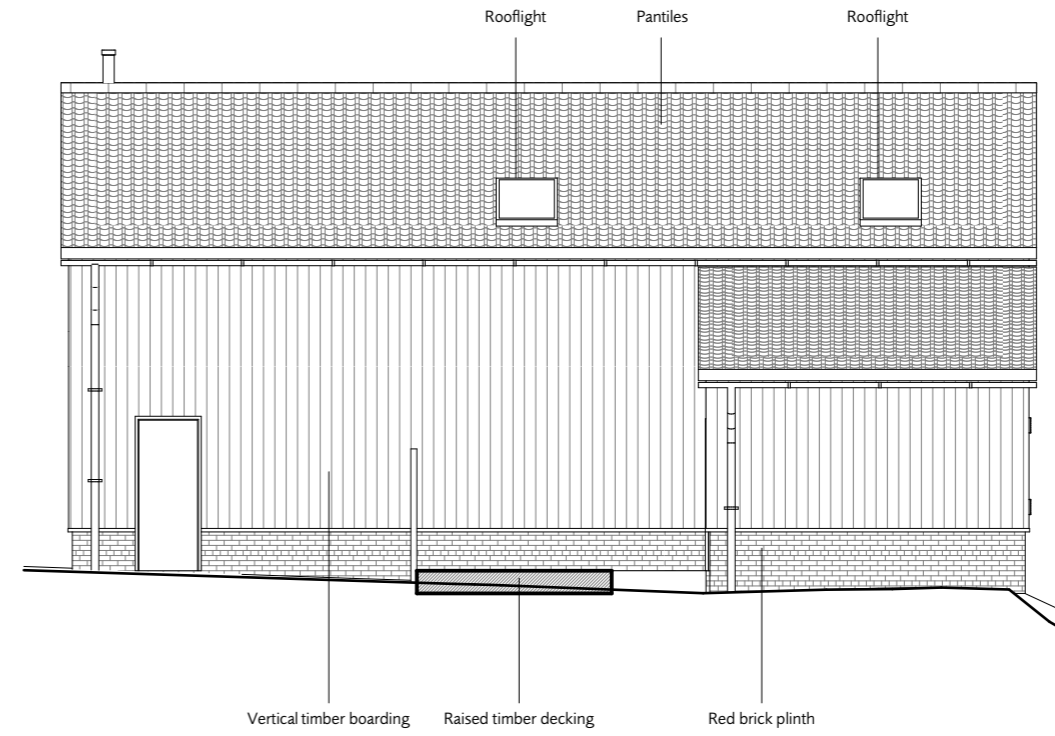 Rooflight
Pantiles
Rooflight
Vertical timber boarding
Raised timber decking
Red brick plinth